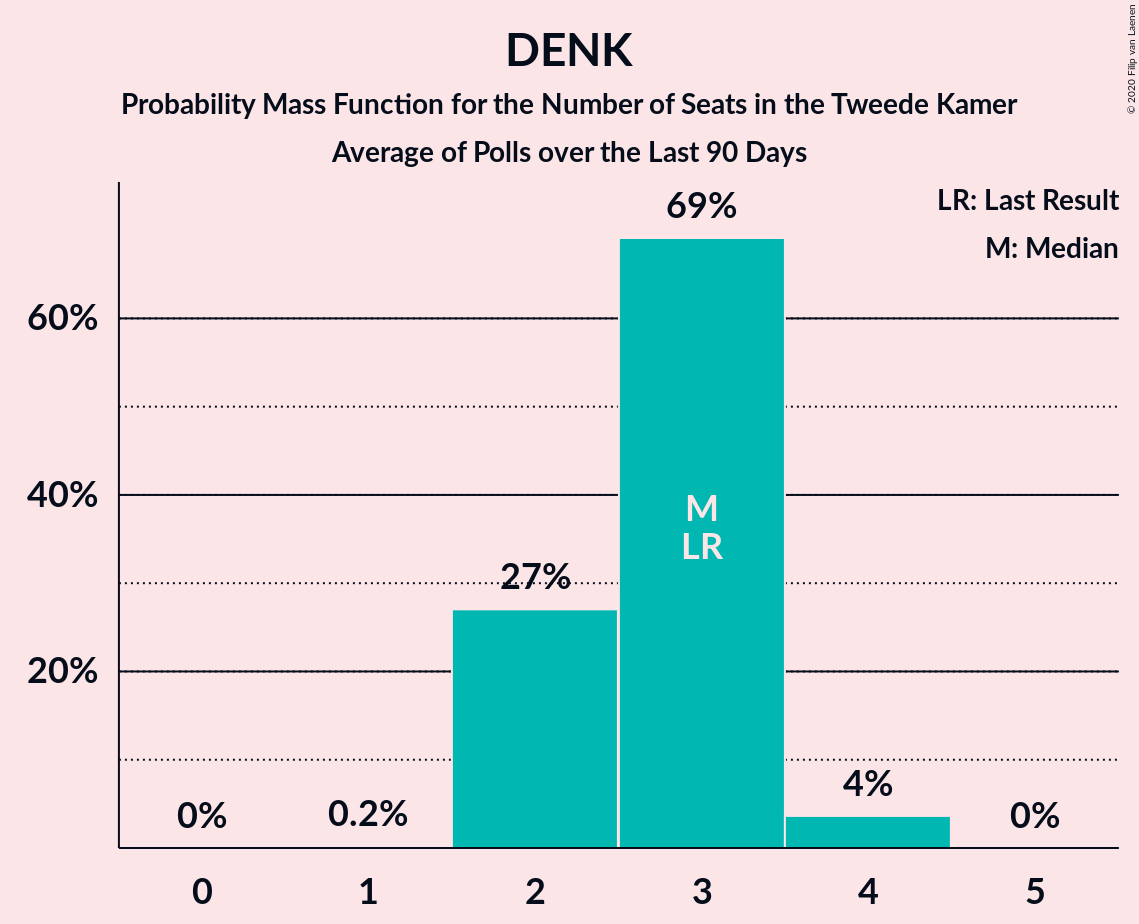 DENK
Probability Mass Function for the Number of Seats in the Tweede Kamer
Average of Polls over the Last 90 Days
© 2020 Filip van Laenen
LR: Last Result
M: Median
69%
60%
40%
M
LR
27%
20%
4%
0%
0.2%
0%
0 1 2 3 4 5